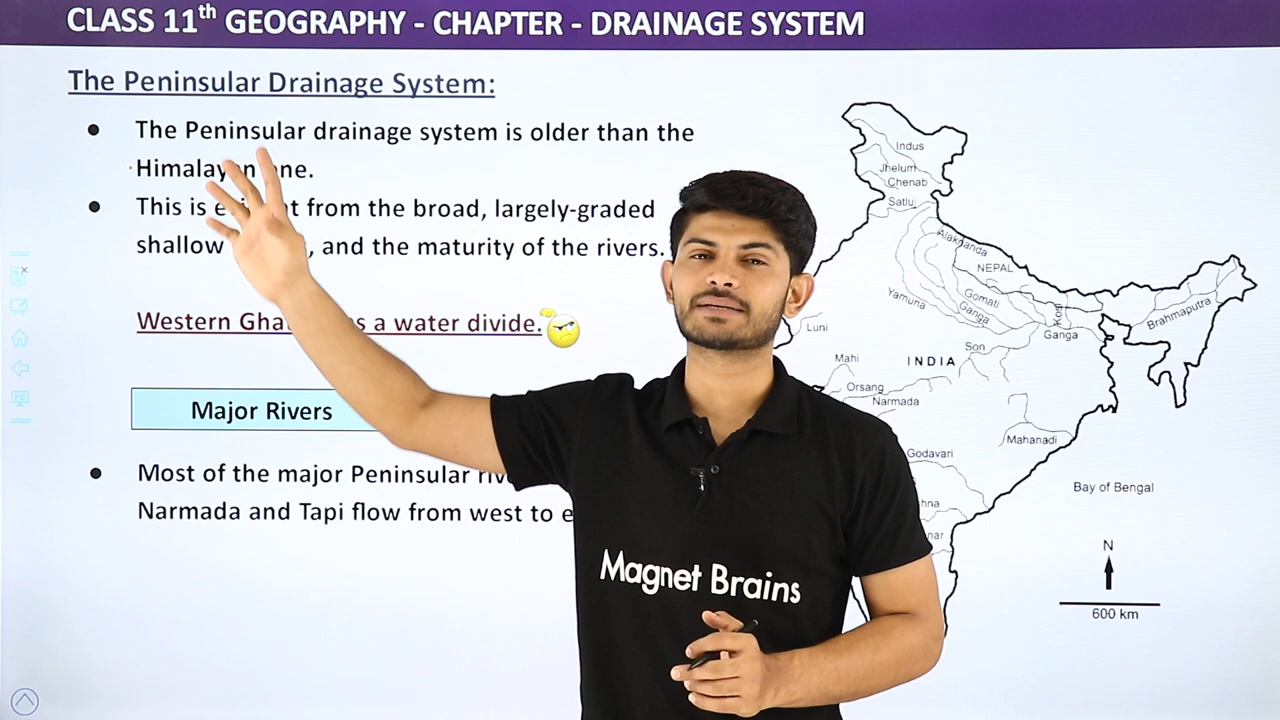 CLASS 11th GEOGRAPHY - CHAPTER - DRAINAGE SYSTEM
The Peninsular Drainage System:
• The Peninsular drainage system is older than the
one.
• This is from the broad, largely-graded
shallow , and the maturity of the rivers.
Western a water divide.
Major Rivers
• Most of the major Peninsular
Narmada and Tapi flow from west to
Indus
Jhelum
Chenab
Satluj
Alaknanda
NEPAL
Yamuna
Gomati
Ganga
Kosi
Brahmaputra
Luni
Ganga
Son
Mahi
INDIA
Orsang
Narmada
Mahanadi
Godavari
Bay of Bengal
N
600 km
Magnet Brains